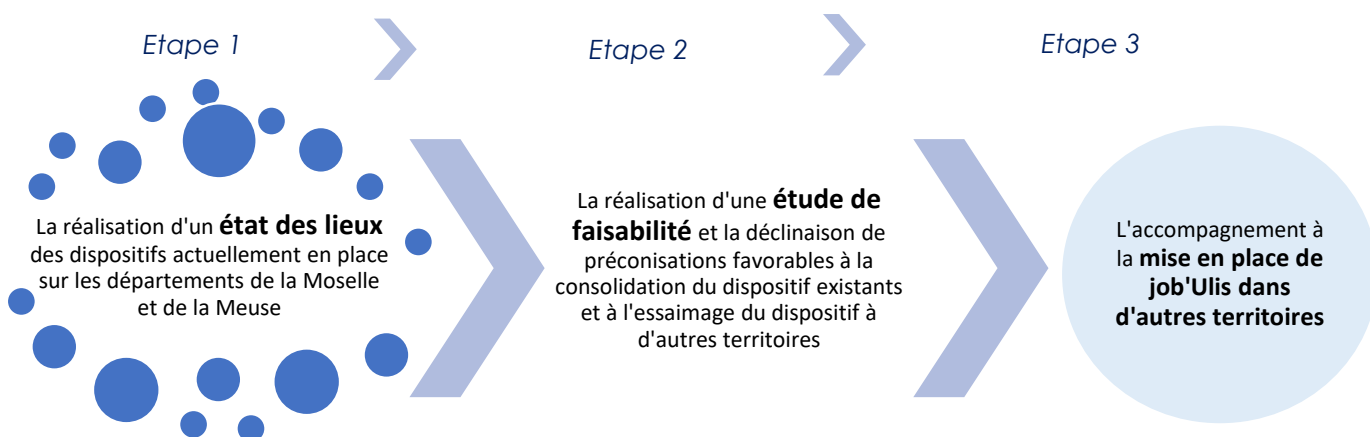 Etape 1
Etape 2
Etape 3
La réalisation d'un état des lieux
des dispositifs actuellement en place
sur les départements de la Moselle
et de la Meuse
La réalisation d'une étude de
faisabilité et la déclinaison de
préconisations favorables à la
consolidation du dispositif existants
et à l'essaimage du dispositif à
d'autres territoires
L'accompagnement à
la mise en place de
job'Ulis dans
d'autres territoires